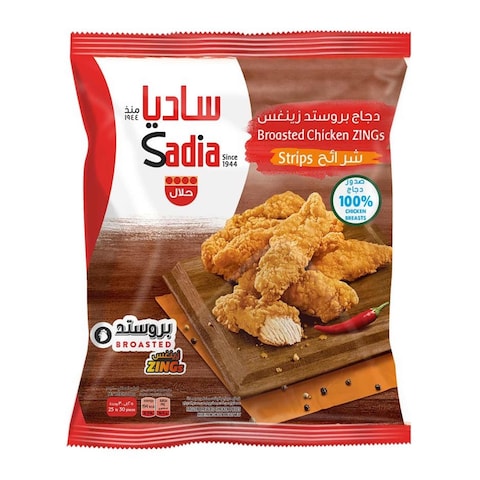 ساديا
منذ
١٩٤٤
Sadia
Since
1944
حلال
دجاج بروستد زينغس
Broasted Chicken ZINGs
Strips شرائح
صدور
دجاج
100%
CHICKEN
BREASTS
بروستد
BROASTED
زينغس
ZINGs